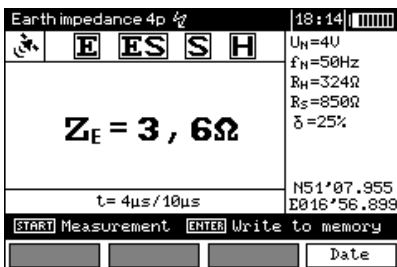 Earth impedance 4p 18:14
E ES S H
UN=4V
fN=50Hz
RH=324Ω
RS=850Ω
δ=25%
ZE = 3 , 6Ω
t= 4µs/10µs
N51°07.955
E016°56.899
START Measurement ENTER Write to memory
Date